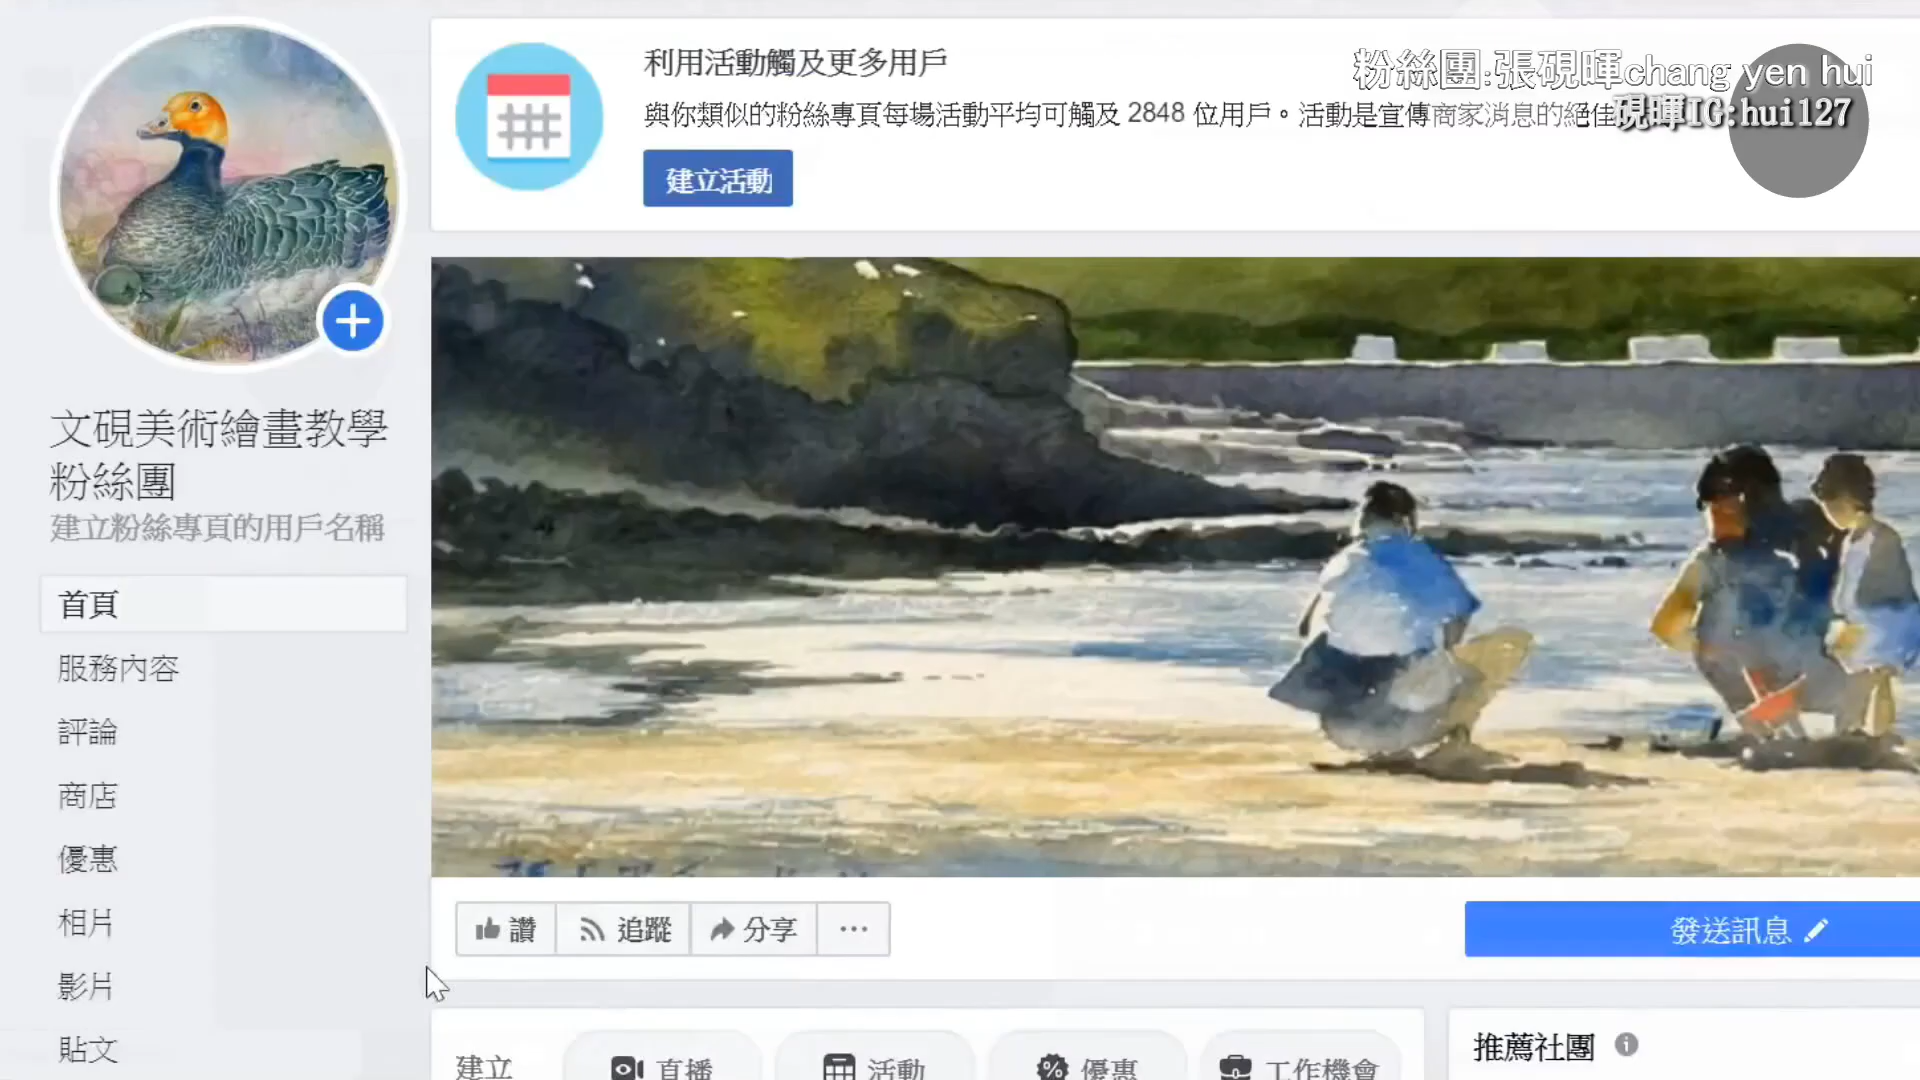 利用活動觸及更多用戶
與你類似的粉絲專頁每場活動平均可觸及 2848 位用戶。活動是宣傳商家消息的絕佳
建立活動
粉絲團:張硯暉chang yen hui
硯暉IG:hui127
文硯美術繪畫教學
粉絲團
建立粉絲專頁的用戶名稱
首頁
服務內容
評論
商店
優惠
相片
影片
貼文
讚
追蹤
分享
發送訊息
建立
直播
活動
優惠
工作機會
推薦社團